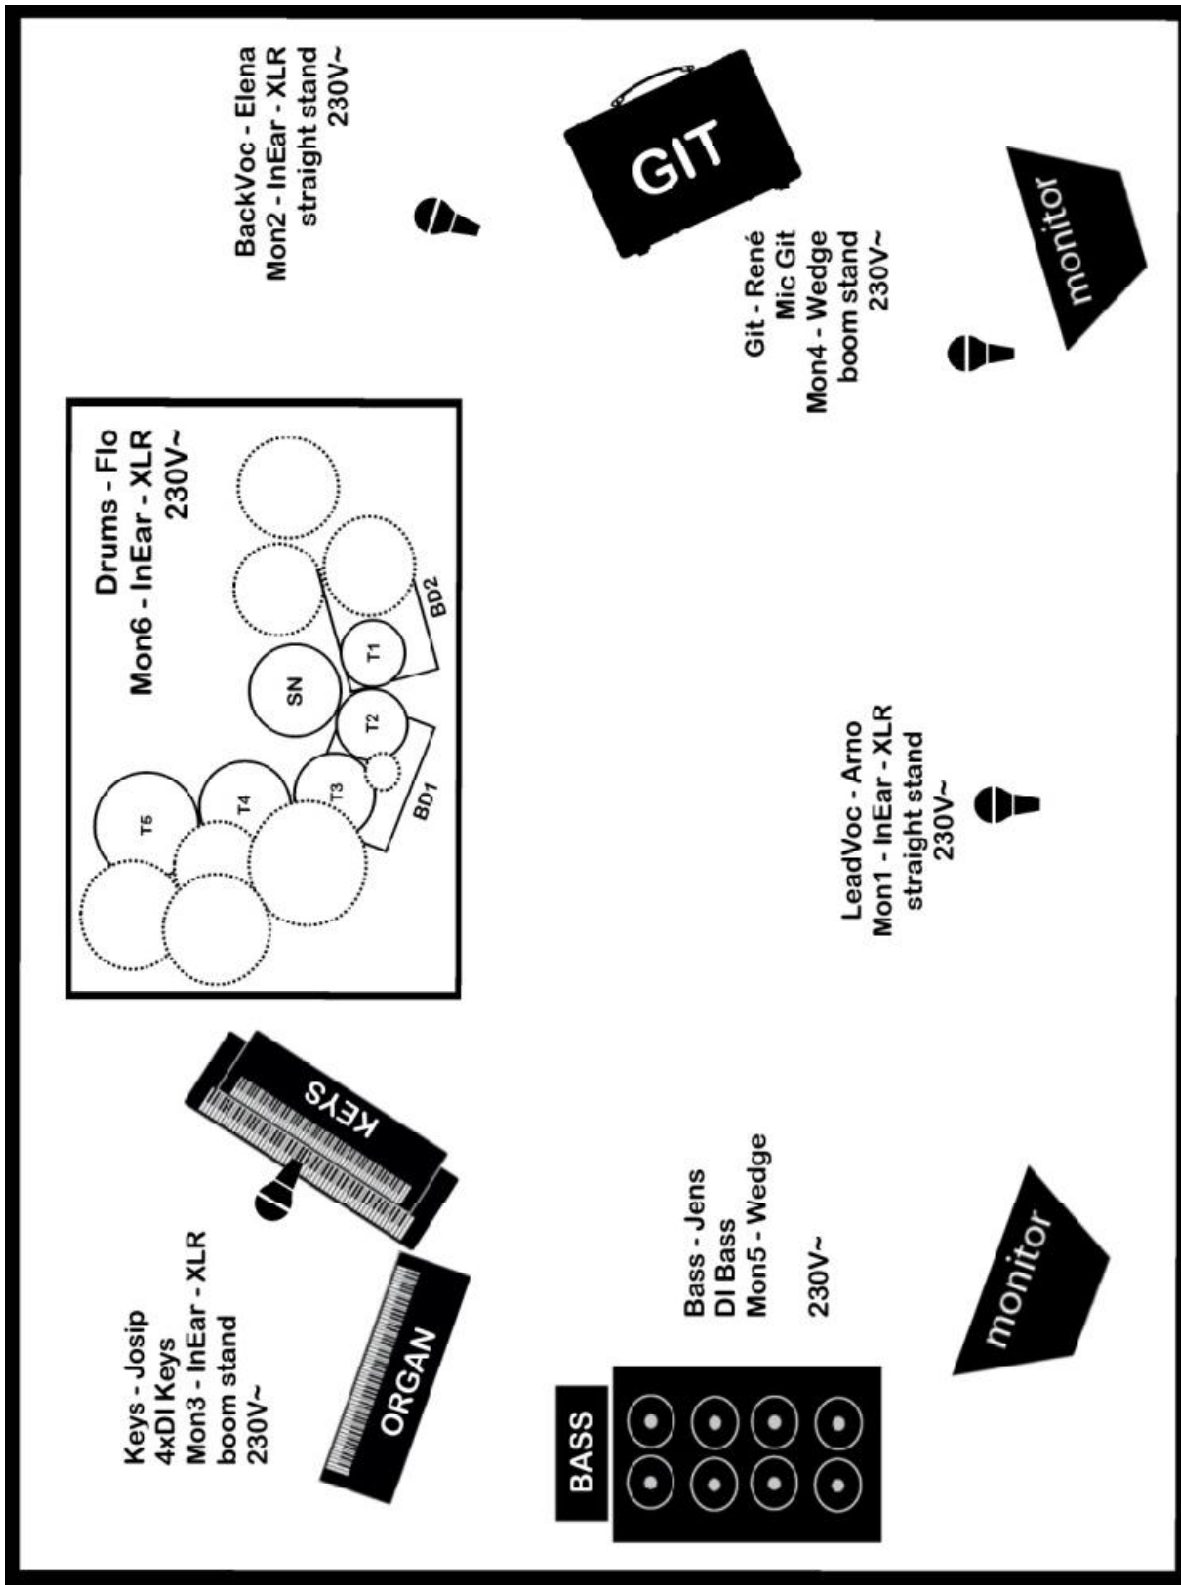 Keys - Josip
4xDI Keys
Mon3 - InEar - XLR
boom stand
230V~
KEYS
ORGAN
Drums - Flo
Mon6 - InEar - XLR
230V~
T5
T4
SN
T3
T2
T1
BD1
BD2
BackVoc - Elena
Mon2 - InEar - XLR
straight stand
230V~
BASS
Bass - Jens
DI Bass
Mon5 - Wedge
230V~
GIT
Git - René
Mic Git
Mon4 - Wedge
boom stand
230V~
LeadVoc - Arno
Mon1 - InEar - XLR
straight stand
230V~
monitor
monitor